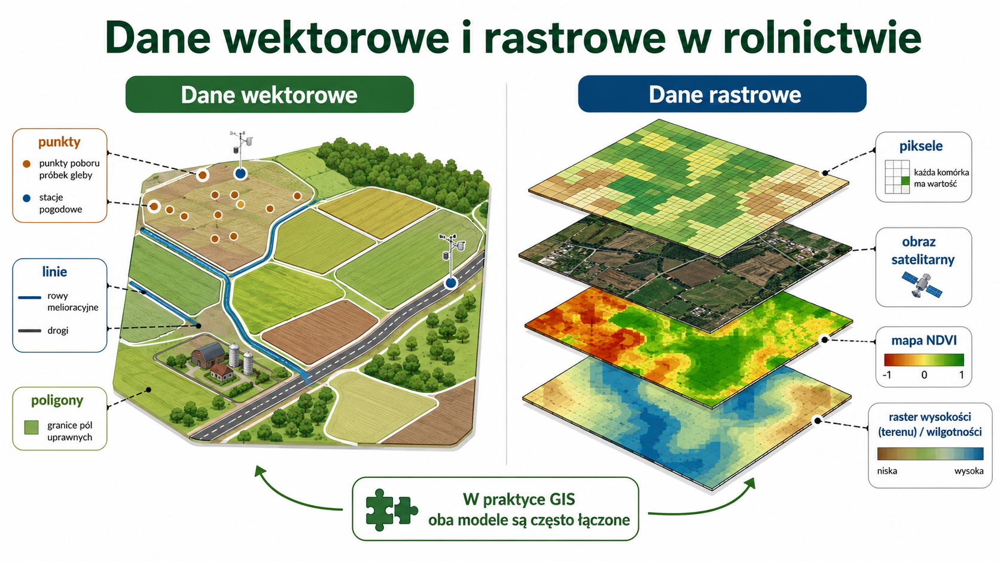 Dane wektorowe i rastrowe w rolnictwie
Dane wektorowe
punkty
punkty poboru
próbek gleby
stacje
pogodowe
linie
rowy
melioracyjne
drogi
poligony
granice pól
uprawnych
Dane rastrowe
piksele
każda komórka
ma wartość
obraz
satelitarny
mapa NDVI
-1 0 1
raster wysokości
(terenu) / wilgotności
niska wysoka
W praktyce GIS
oba modele są często łączone